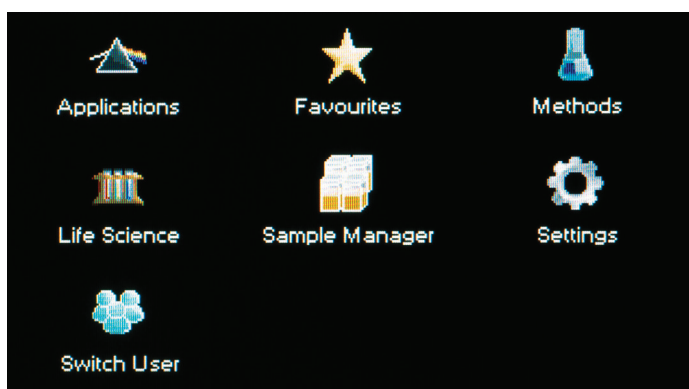 Applications
Favourites
Methods
Life Science
Sample Manager
Settings
Switch User